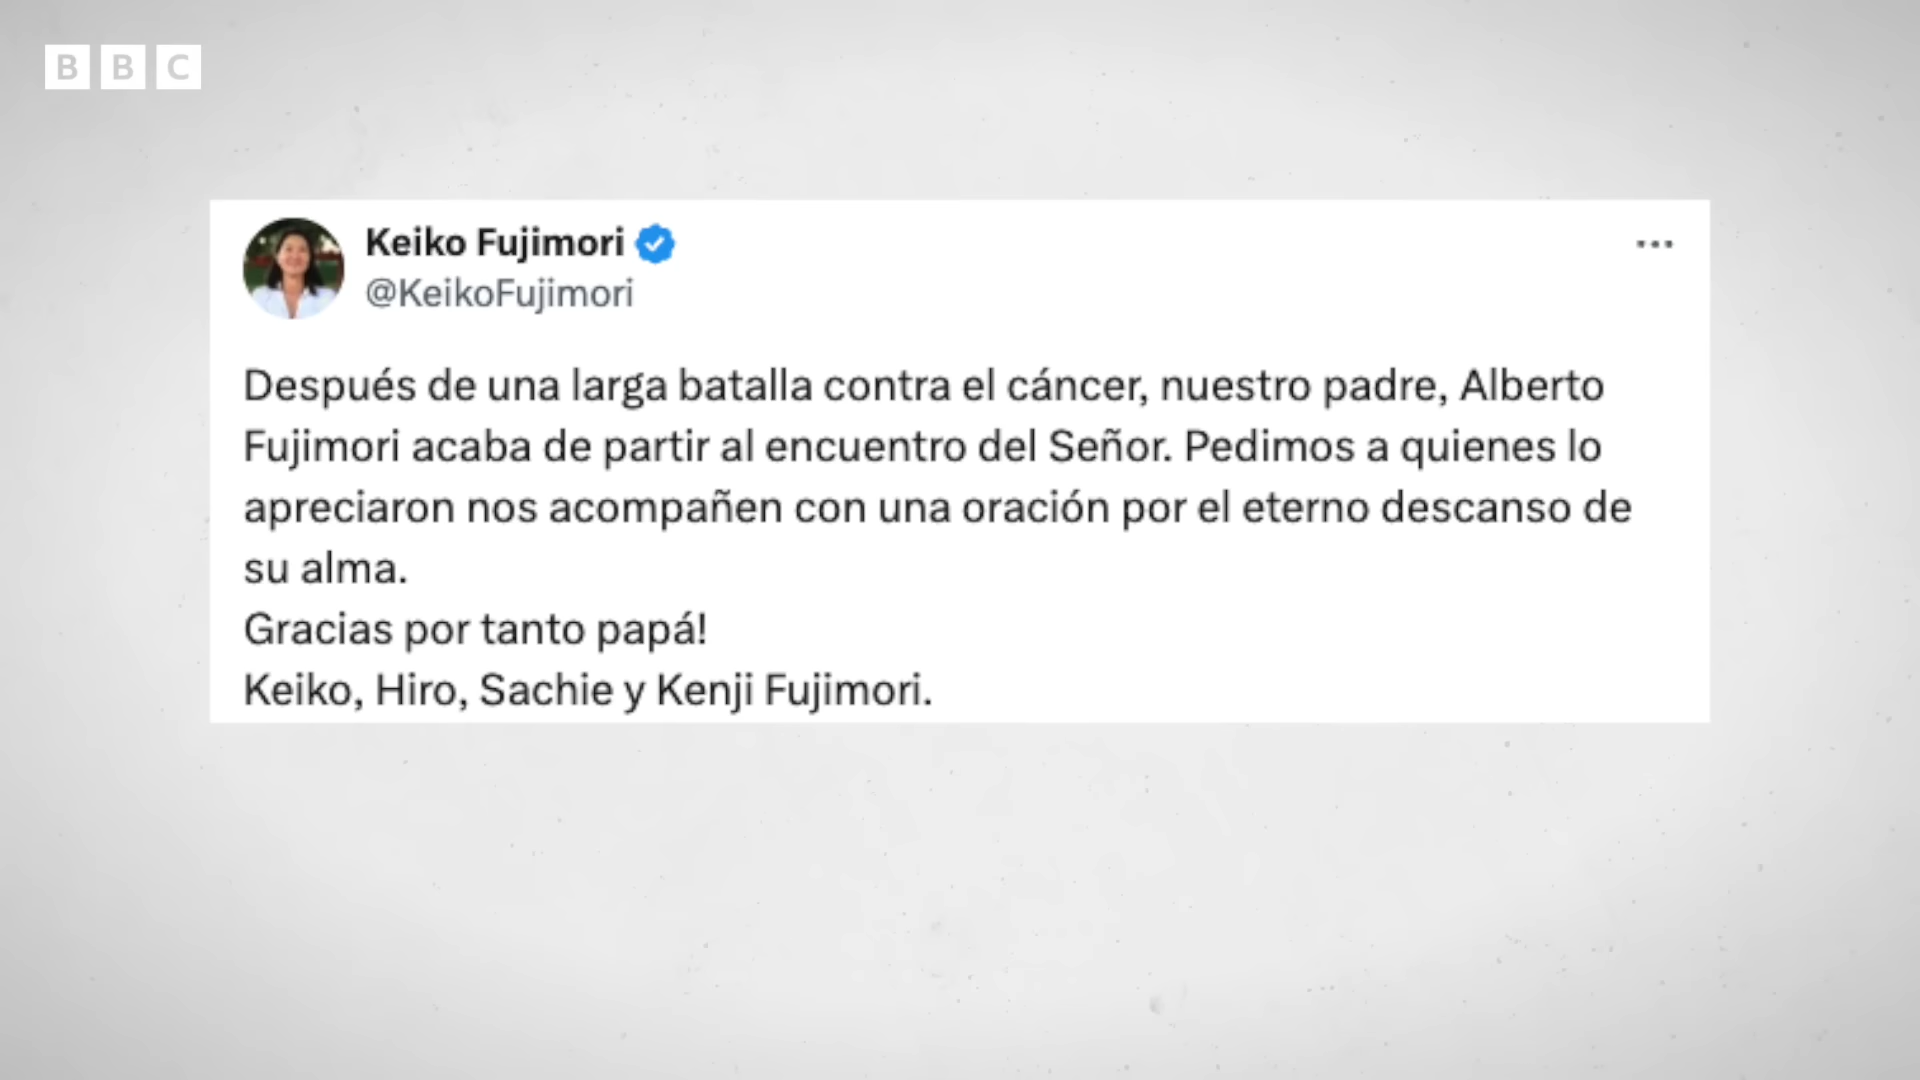 BBC
Keiko Fujimori
@KeikoFujimori
Después de una larga batalla contra el cáncer, nuestro padre, Alberto
Fujimori acaba de partir al encuentro del Señor. Pedimos a quienes lo
apreciaron nos acompañen con una oración por el eterno descanso de
su alma.
Gracias por tanto papá!
Keiko, Hiro, Sachie y Kenji Fujimori.